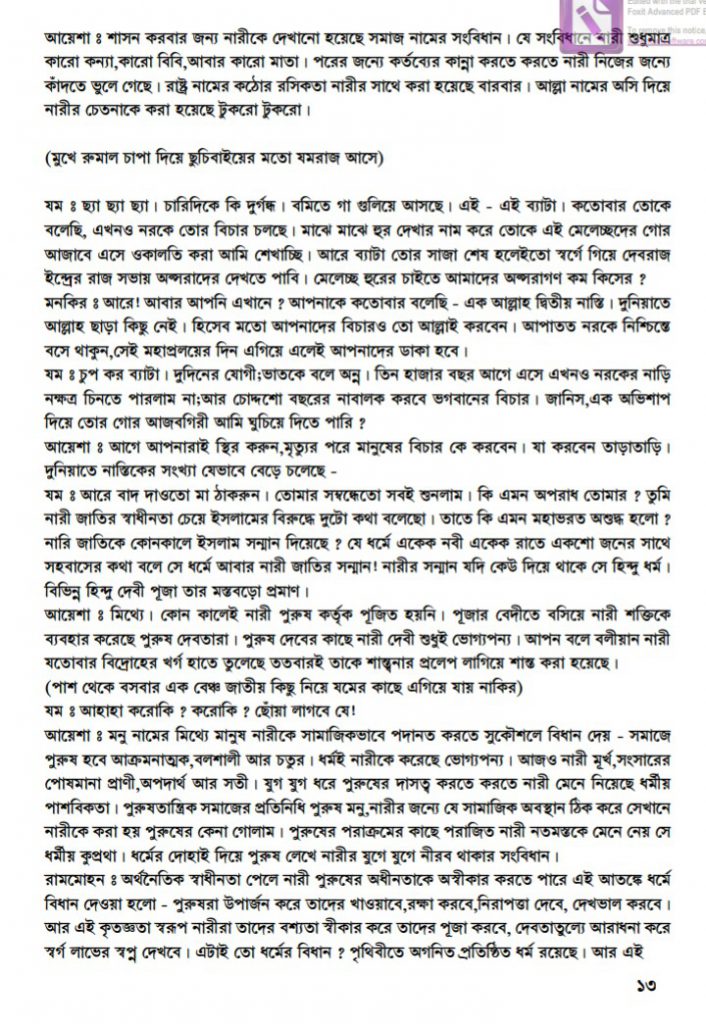 Edited with the trial ve
Foxit Advanced PDF E
To remove this notice
আয়েশা ঃ শাসন করবার জন্য নারীকে দেখানো হয়েছে সমাজ নামের সংবিধান। যে সংবিধানে নারী শুধুমাত্র
কারো কন্যা,কারো বিবি,আবার কারো মাতা। পরের জন্যে কর্তব্যের কান্না করতে করতে নারী নিজের জন্যে
কাঁদতে ভুলে গেছে। রাষ্ট্র নামের কঠোর রসিকতা নারীর সাথে করা হয়েছে বারবার। আল্লা নামের অসি দিয়ে
নারীর চেতনাকে করা হয়েছে টুকরো টুকরো।
(মুখে রুমাল চাপা দিয়ে ছুচিবাইয়ের মতো যমরাজ আসে)
যম ঃ ছ্যা ছ্যা ছ্যা। চারিদিকে কি দুর্গন্ধ। বমিতে গা গুলিয়ে আসছে। এই - এই ব্যাটা। কতোবার তোকে
বলেছি, এখনও নরকে তোর বিচার চলছে। মাঝে মাঝে হুর দেখার নাম করে তোকে এই মেলেচ্ছদের গোর
আজাবে এসে ওকালতি করা আমি শেখাচ্ছি। আরে ব্যাটা তোর সাজা শেষ হলেইতো স্বর্গে গিয়ে দেবরাজ
ইন্দ্রের রাজ সভায় অপ্সরাদের দেখতে পাবি। মেলেচ্ছ হুরের চাইতে আমাদের অপ্সরাগণ কম কিসের ?
মনকির ঃ আরে! আবার আপনি এখানে ? আপনাকে কতোবার বলেছি - এক আল্লাহ দ্বিতীয় নাস্তি। দুনিয়াতে
আল্লাহ ছাড়া কিছু নেই। হিসেব মতো আপনাদের বিচারও তো আল্লাই করবেন। আপাতত নরকে নিশ্চিন্তে
বসে থাকুন,সেই মহাপ্রলয়ের দিন এগিয়ে এলেই আপনাদের ডাকা হবে।
যম ঃ চুপ কর ব্যাটা। দুদিনের যোগী;ভাতকে বলে অন্ন। তিন হাজার বছর আগে এসে এখনও নরকের নাড়ি
নক্ষত্র চিনতে পারলাম না;আর চোদ্দশো বছরের নাবালক করবে ভগবানের বিচার। জানিস,এক অভিশাপ
দিয়ে তোর গোর আজবগিরী আমি ঘুচিয়ে দিতে পারি ?
আয়েশা ঃ আগে আপনারাই স্থির করুন,মৃত্যুর পরে মানুষের বিচার কে করবেন। যা করবেন তাড়াতাড়ি।
দুনিয়াতে নাস্তিকের সংখ্যা যেভাবে বেড়ে চলেছে -
যম ঃ আরে বাদ দাওতো মা ঠাকরুন। তোমার সম্বন্ধেতো সবই শুনলাম। কি এমন অপরাধ তোমার ? তুমি
নারী জাতির স্বাধীনতা চেয়ে ইসলামের বিরুদ্ধে দুটো কথা বলেছো। তাতে কি এমন মহাভরত অশুদ্ধ হলো ?
নারি জাতিকে কোনকালে ইসলাম সন্মান দিয়েছে ? যে ধর্মে একেক নবী একেক রাতে একশো জনের সাথে
সহবাসের কথা বলে সে ধর্মে আবার নারী জাতির সন্মান! নারীর সন্মান যদি কেউ দিয়ে থাকে সে হিন্দু ধর্ম।
বিভিন্ন হিন্দু দেবী পূজা তার মস্তবড়ো প্রমাণ।
আয়েশা ঃ মিথ্যে। কোন কালেই নারী পুরুষ কর্তৃক পূজিত হয়নি। পূজার বেদীতে বসিয়ে নারী শক্তিকে
ব্যবহার করেছে পুরুষ দেবতারা। পুরুষ দেবের কাছে নারী দেবী শুধুই ভোগ্যপন্য। আপন বলে বলীয়ান নারী
যতোবার বিদ্রোহের খর্গ হাতে তুলেছে ততবারই তাকে শান্ত্বনার প্রলেপ লাগিয়ে শান্ত করা হয়েছে।
(পাশ থেকে বসবার এক বেঞ্চ জাতীয় কিছু নিয়ে যমের কাছে এগিয়ে যায় নাকির)
যম ঃ আহাহা করোকি ? করোকি ? ছোঁয়া লাগবে যে!
আয়েশা ঃ মনু নামের মিথ্যে মানুষ নারীকে সামাজিকভাবে পদানত করতে সুকৌশলে বিধান দেয় - সমাজে
পুরুষ হবে আক্রমনাত্মক,বলশালী আর চতুর। ধর্মই নারীকে করেছে ভোগ্যপন্য। আজও নারী মূর্খ,সংসারের
পোষমানা প্রাণী,অপদার্থ আর সতী। যুগ যুগ ধরে পুরুষের দাসত্ব করতে করতে নারী মেনে নিয়েছে ধর্মীয়
পাশবিকতা। পুরুষতান্ত্রিক সমাজের প্রতিনিধি পুরুষ মনু,নারীর জন্যে যে সামাজিক অবস্থান ঠিক করে সেখানে
নারীকে করা হয় পুরুষের কেনা গোলাম। পুরুষের পরাক্রমের কাছে পরাজিত নারী নতমস্তকে মেনে নেয় সে
ধর্মীয় কুপ্রথা। ধর্মের দোহাই দিয়ে পুরুষ লেখে নারীর যুগে যুগে নীরব থাকার সংবিধান।
রামমোহন ঃ অর্থনৈতিক স্বাধীনতা পেলে নারী পুরুষের অধীনতাকে অস্বীকার করতে পারে এই আতঙ্কে ধর্মে
বিধান দেওয়া হলো - পুরুষরা উপার্জন করে তাদের খাওয়াবে,রক্ষা করবে,নিরাপত্তা দেবে, দেখভাল করবে।
আর এই কৃতজ্ঞতা স্বরূপ নারীরা তাদের বশ্যতা স্বীকার করে তাদের পূজা করবে, দেবতাতুল্যে আরাধনা করে
স্বর্গ লাভের স্বপ্ন দেখবে। এটাই তো ধর্মের বিধান ? পৃথিবীতে অগনিত প্রতিষ্ঠিত ধর্ম রয়েছে। আর এই
১৩